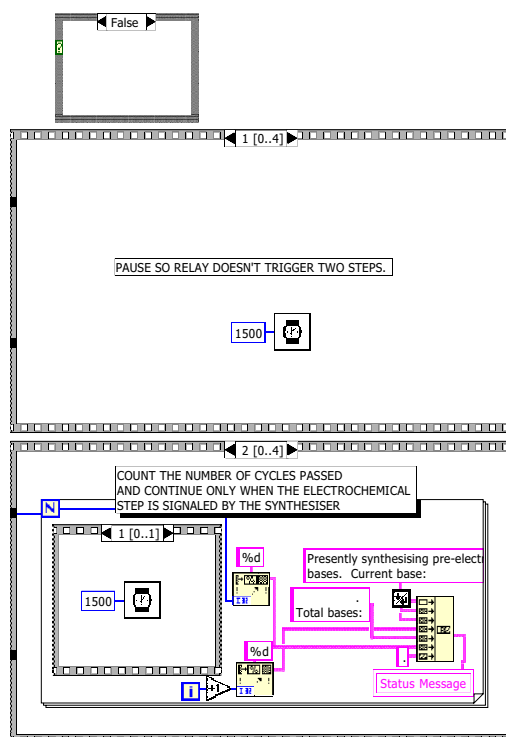 False
1 [0..4]
PAUSE SO RELAY DOESN'T TRIGGER TWO STEPS.
1500
2 [0..4]
COUNT THE NUMBER OF CYCLES PASSED
AND CONTINUE ONLY WHEN THE ELECTROCHEMICAL
STEP IS SIGNALED BY THE SYNTHESISER
N
1 [0..1]
1500
%d
Presently synthesising pre-electr
bases.  Current base:
.
Total bases:
%d
.
Status Message
i
+1